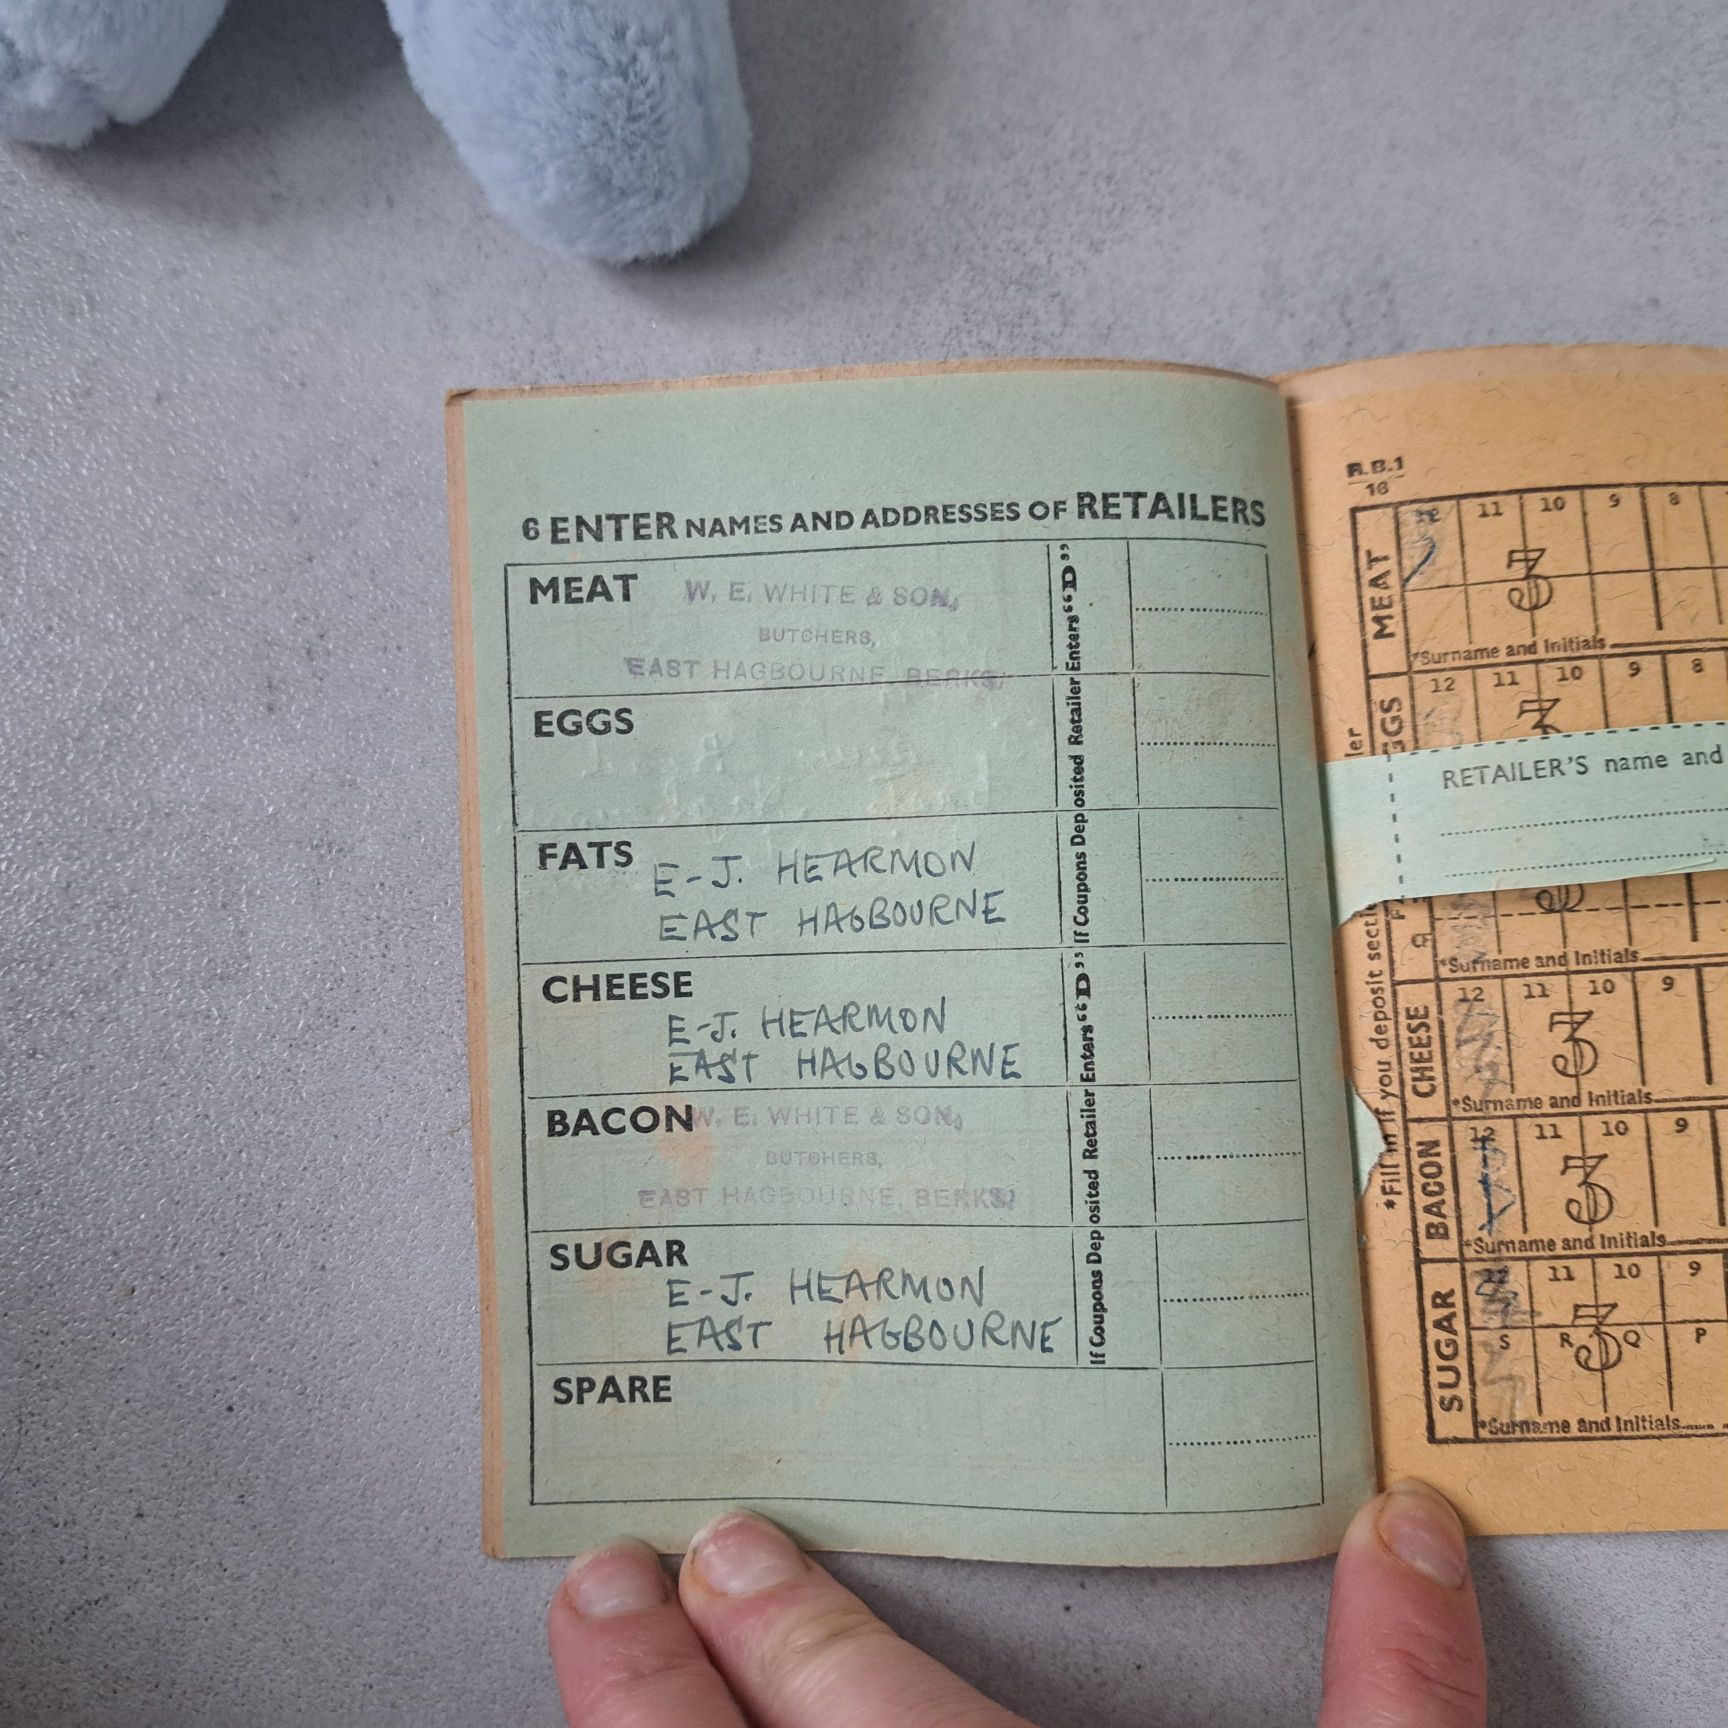 6 ENTER NAMES AND ADDRESSES OF RETAILERS
MEAT W. E. WHITE & SON,
BUTCHERS,
EAST HAGBOURNE, BERKS,
EGGS
FATS
E-J. HEARMON
EAST HAGBOURNE
CHEESE
E-J. HEARMON
EAST HAGBOURNE
BACON W. E. WHITE & SON,
BUTCHERS,
EAST HAGBOURNE, BERKS,
SUGAR
E-J. HEARMON
EAST HAGBOURNE
SPARE
If Coupons Deposited Retailer Enters "D"
If Coupons Deposited Retailer Enters "D"
R.B.1
16
MEAT
12 11 10 9 8
3
*Surname and Initials
EGGS
12 11 10 9 8
3
RETAILER'S name and
*Surname and Initials
CHEESE
12 11 10 9
3
*Surname and Initials
BACON
12 11 10 9
3
*Surname and Initials
SUGAR
11 10 9
S R Q P
3
*Surname and Initials
*Fill in if you deposit